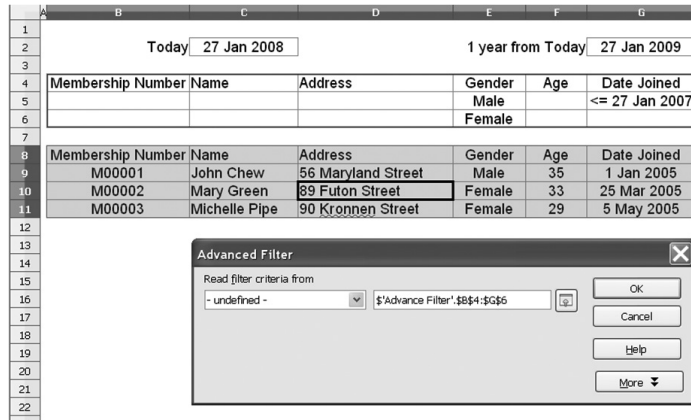 A B C D E F G
1
2 Today 27 Jan 2008 1 year from Today 27 Jan 2009
3
4 Membership Number Name Address Gender Age Date Joined
5 Male <= 27 Jan 2007
6 Female
7
8 Membership Number Name Address Gender Age Date Joined
9 M00001 John Chew 56 Maryland Street Male 35 1 Jan 2005
10 M00002 Mary Green 89 Futon Street Female 33 25 Mar 2005
11 M00003 Michelle Pipe 90 Kronnen Street Female 29 5 May 2005
12
13
14
15
16
17
18
19
20
21
22
Advanced Filter
Read filter criteria from
- undefined - $'Advance Filter'.$B$4:$G$6
OK
Cancel
Help
More